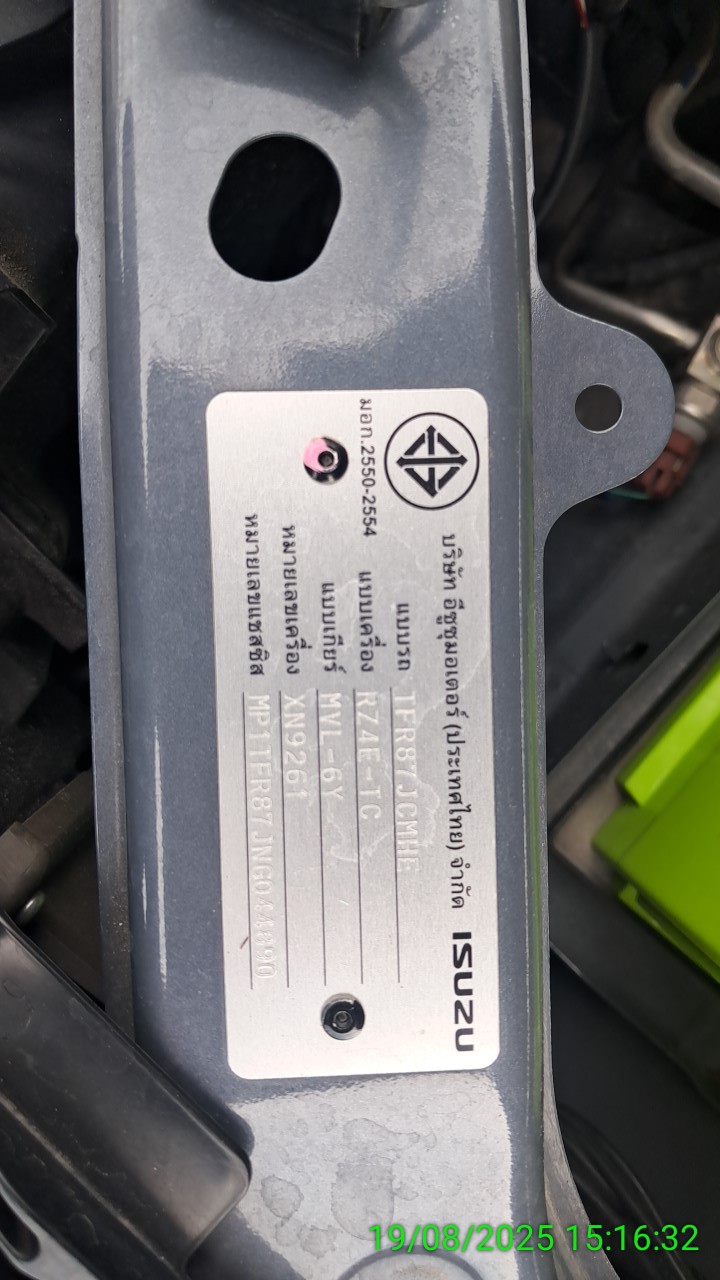 บริษัท อีซูซุมอเตอร์ (ประเทศไทย) จำกัด ISUZU
มอก.2550-2554
แบบรถ TFR87JCMHE
แบบเครื่อง RZ4E-TC
แบบเกียร์ MVL-6Y
หมายเลขเครื่อง XN9261
หมายเลขแชสซิส
19/08/2025 15:16:32